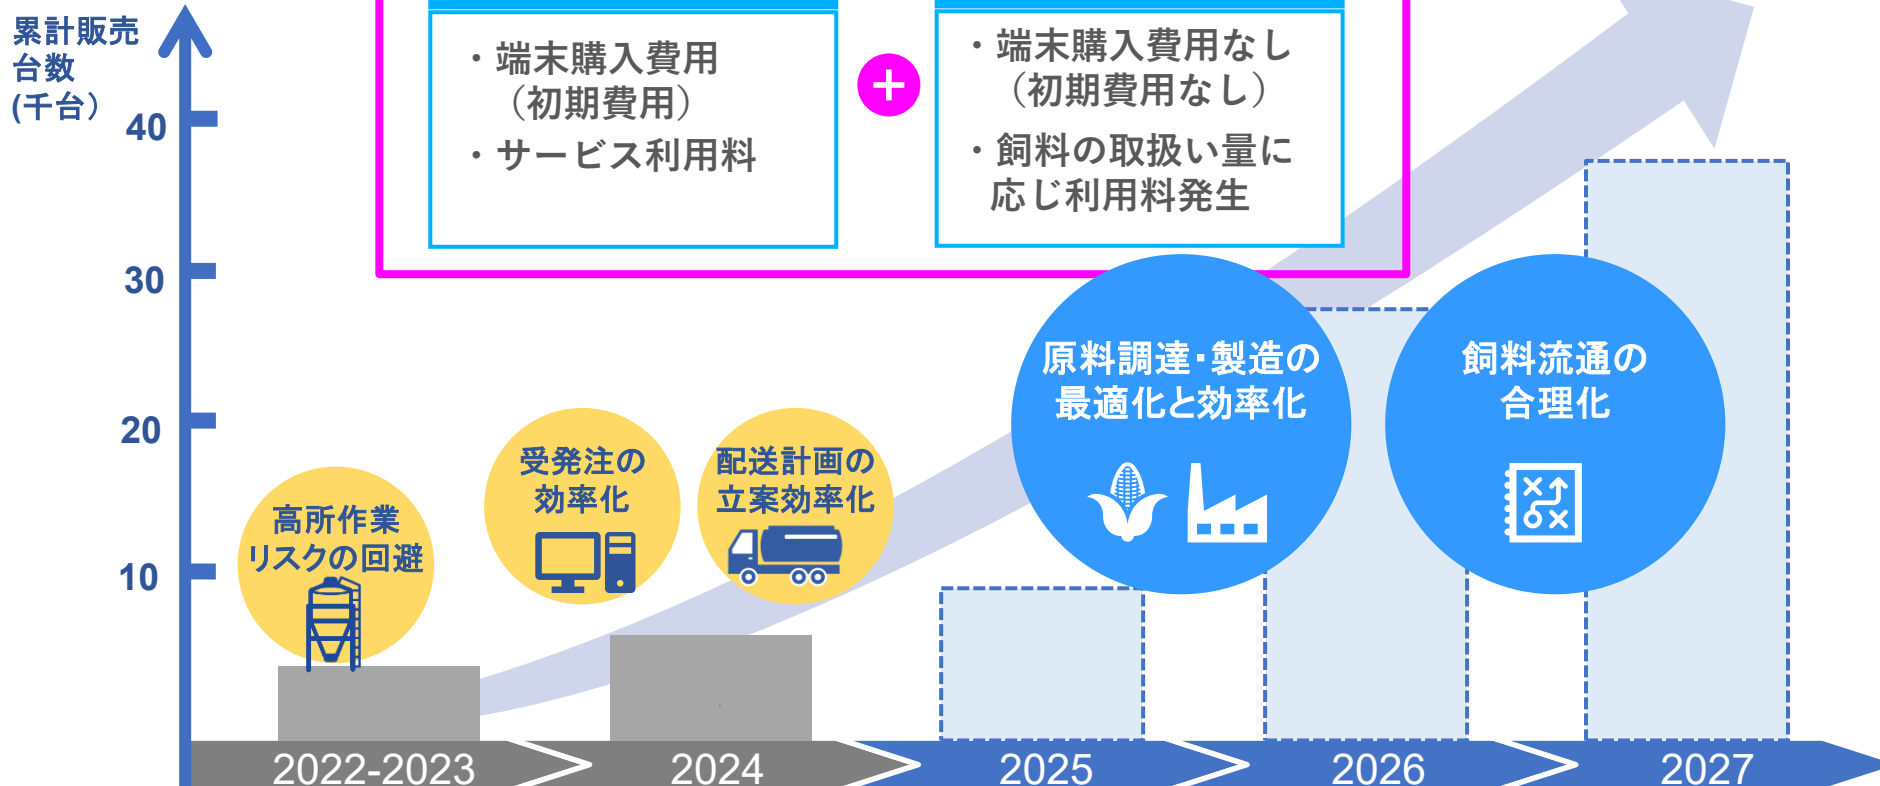 累計販売
台数
(千台）
40
30
20
10
・端末購入費用
（初期費用）
・サービス利用料
+
・端末購入費用なし
（初期費用なし）
・飼料の取扱い量に
応じ利用料発生
高所作業
リスクの回避
受発注の
効率化
配送計画の
立案効率化
原料調達・製造の
最適化と効率化
飼料流通の
合理化
2022-2023
2024
2025
2026
2027